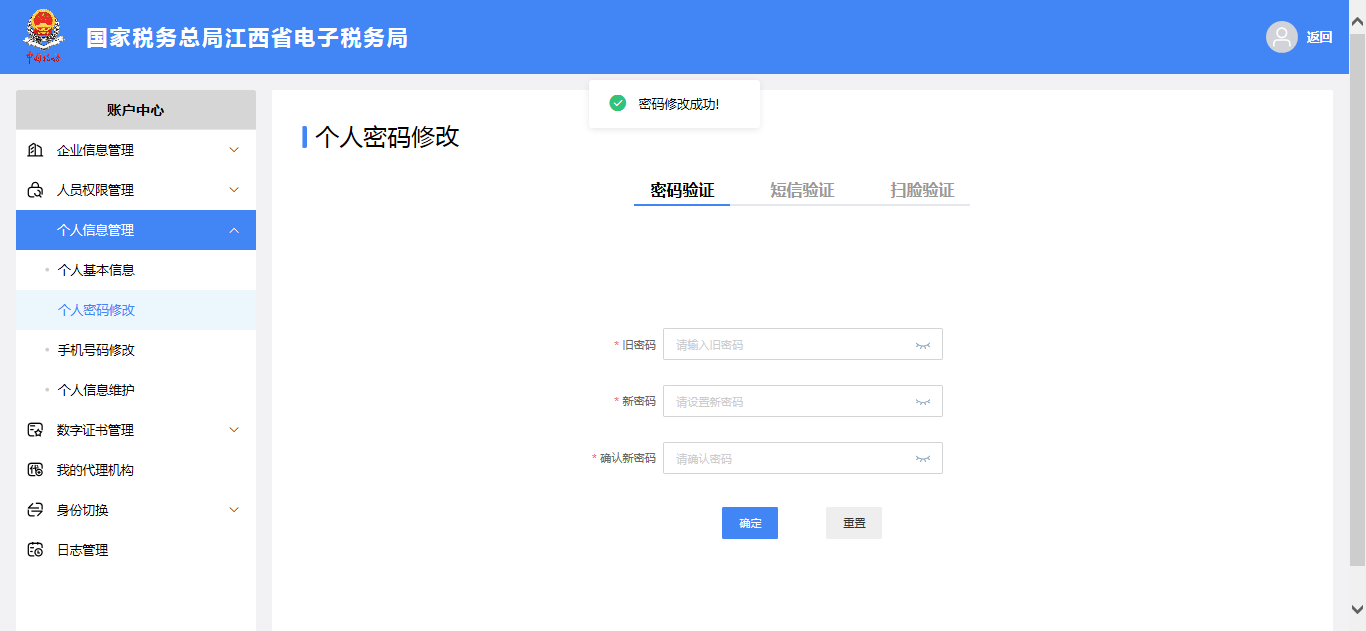 国家税务总局江西省电子税务局
返回
密码修改成功!
账户中心
企业信息管理
人员权限管理
个人信息管理
个人基本信息
个人密码修改
手机号码修改
个人信息维护
数字证书管理
我的代理机构
身份切换
日志管理
个人密码修改
密码验证 短信验证 扫脸验证
* 旧密码 请输入旧密码
* 新密码 请设置新密码
* 确认新密码 请确认密码
确定 重置